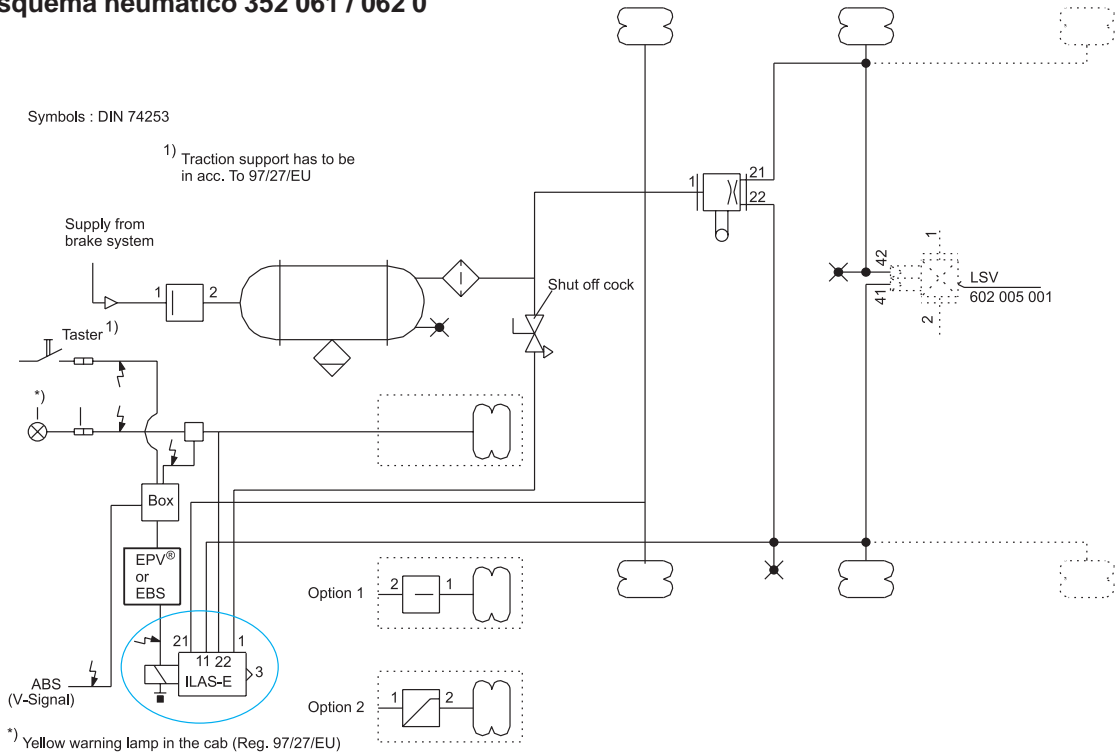 squema neumático 352 061 / 062 0
Symbols : DIN 74253
1) Traction support has to be
in acc. To 97/27/EU
Supply from
brake system
1
2
Shut off cock
1
21
22
1
42
41
2
LSV
602 005 001
Taster 1)
*)
Box
EPV®
or
EBS
21
11 22
1
3
ILAS-E
ABS
(V-Signal)
Option 1
2
1
Option 2
1
2
*) Yellow warning lamp in the cab (Reg. 97/27/EU)